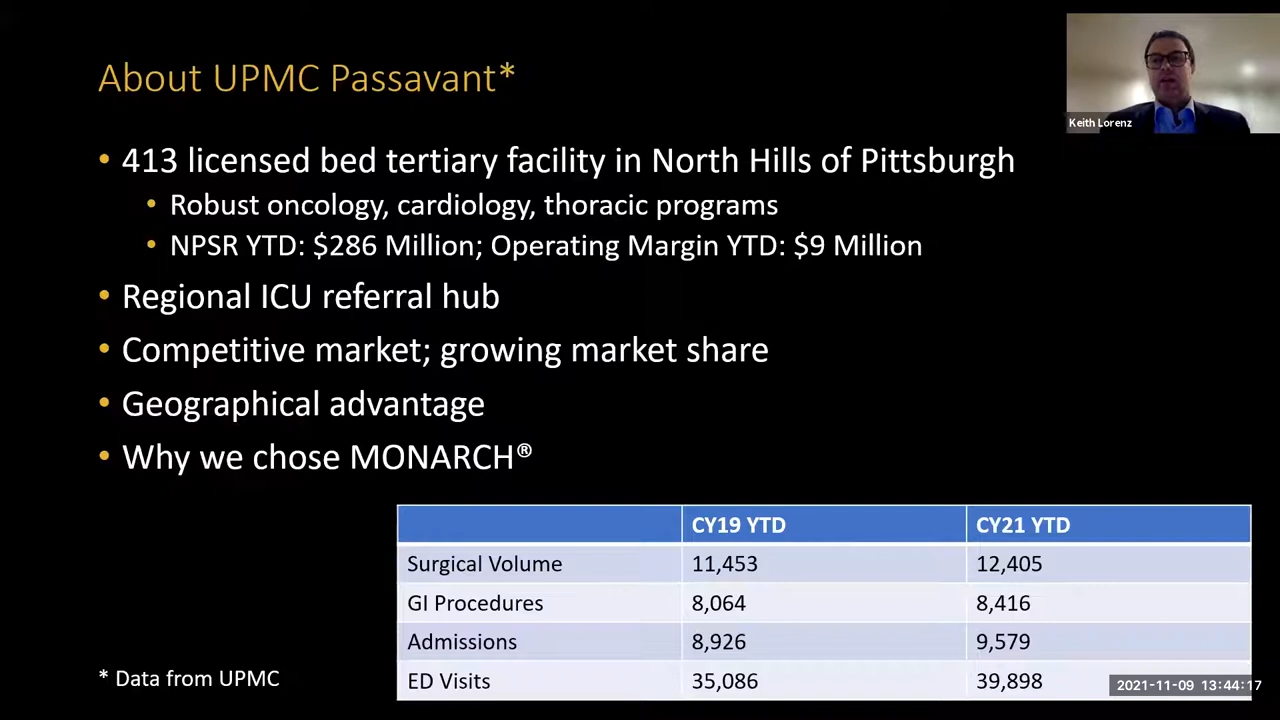 About UPMC Passavant*
Keith Lorenz
• 413 licensed bed tertiary facility in North Hills of Pittsburgh
• Robust oncology, cardiology, thoracic programs
• NPSR YTD: $286 Million; Operating Margin YTD: $9 Million
• Regional ICU referral hub
• Competitive market; growing market share
• Geographical advantage
• Why we chose MONARCH®
CY19 YTD CY21 YTD
Surgical Volume 11,453 12,405
GI Procedures 8,064 8,416
Admissions 8,926 9,579
ED Visits 35,086 39,898
* Data from UPMC
2021-11-09 13:44:17